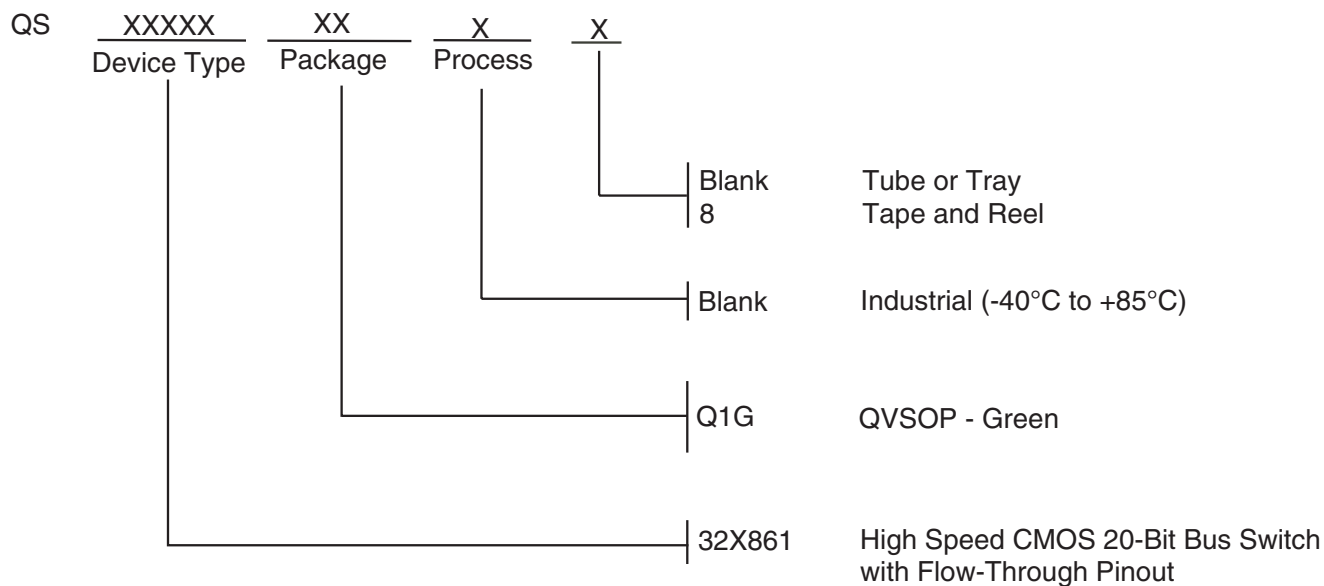 QS XXXXX XX X X
Device Type Package Process
Blank Tube or Tray
8 Tape and Reel
Blank Industrial (-40°C to +85°C)
Q1G QVSOP - Green
32X861 High Speed CMOS 20-Bit Bus Switch
with Flow-Through Pinout